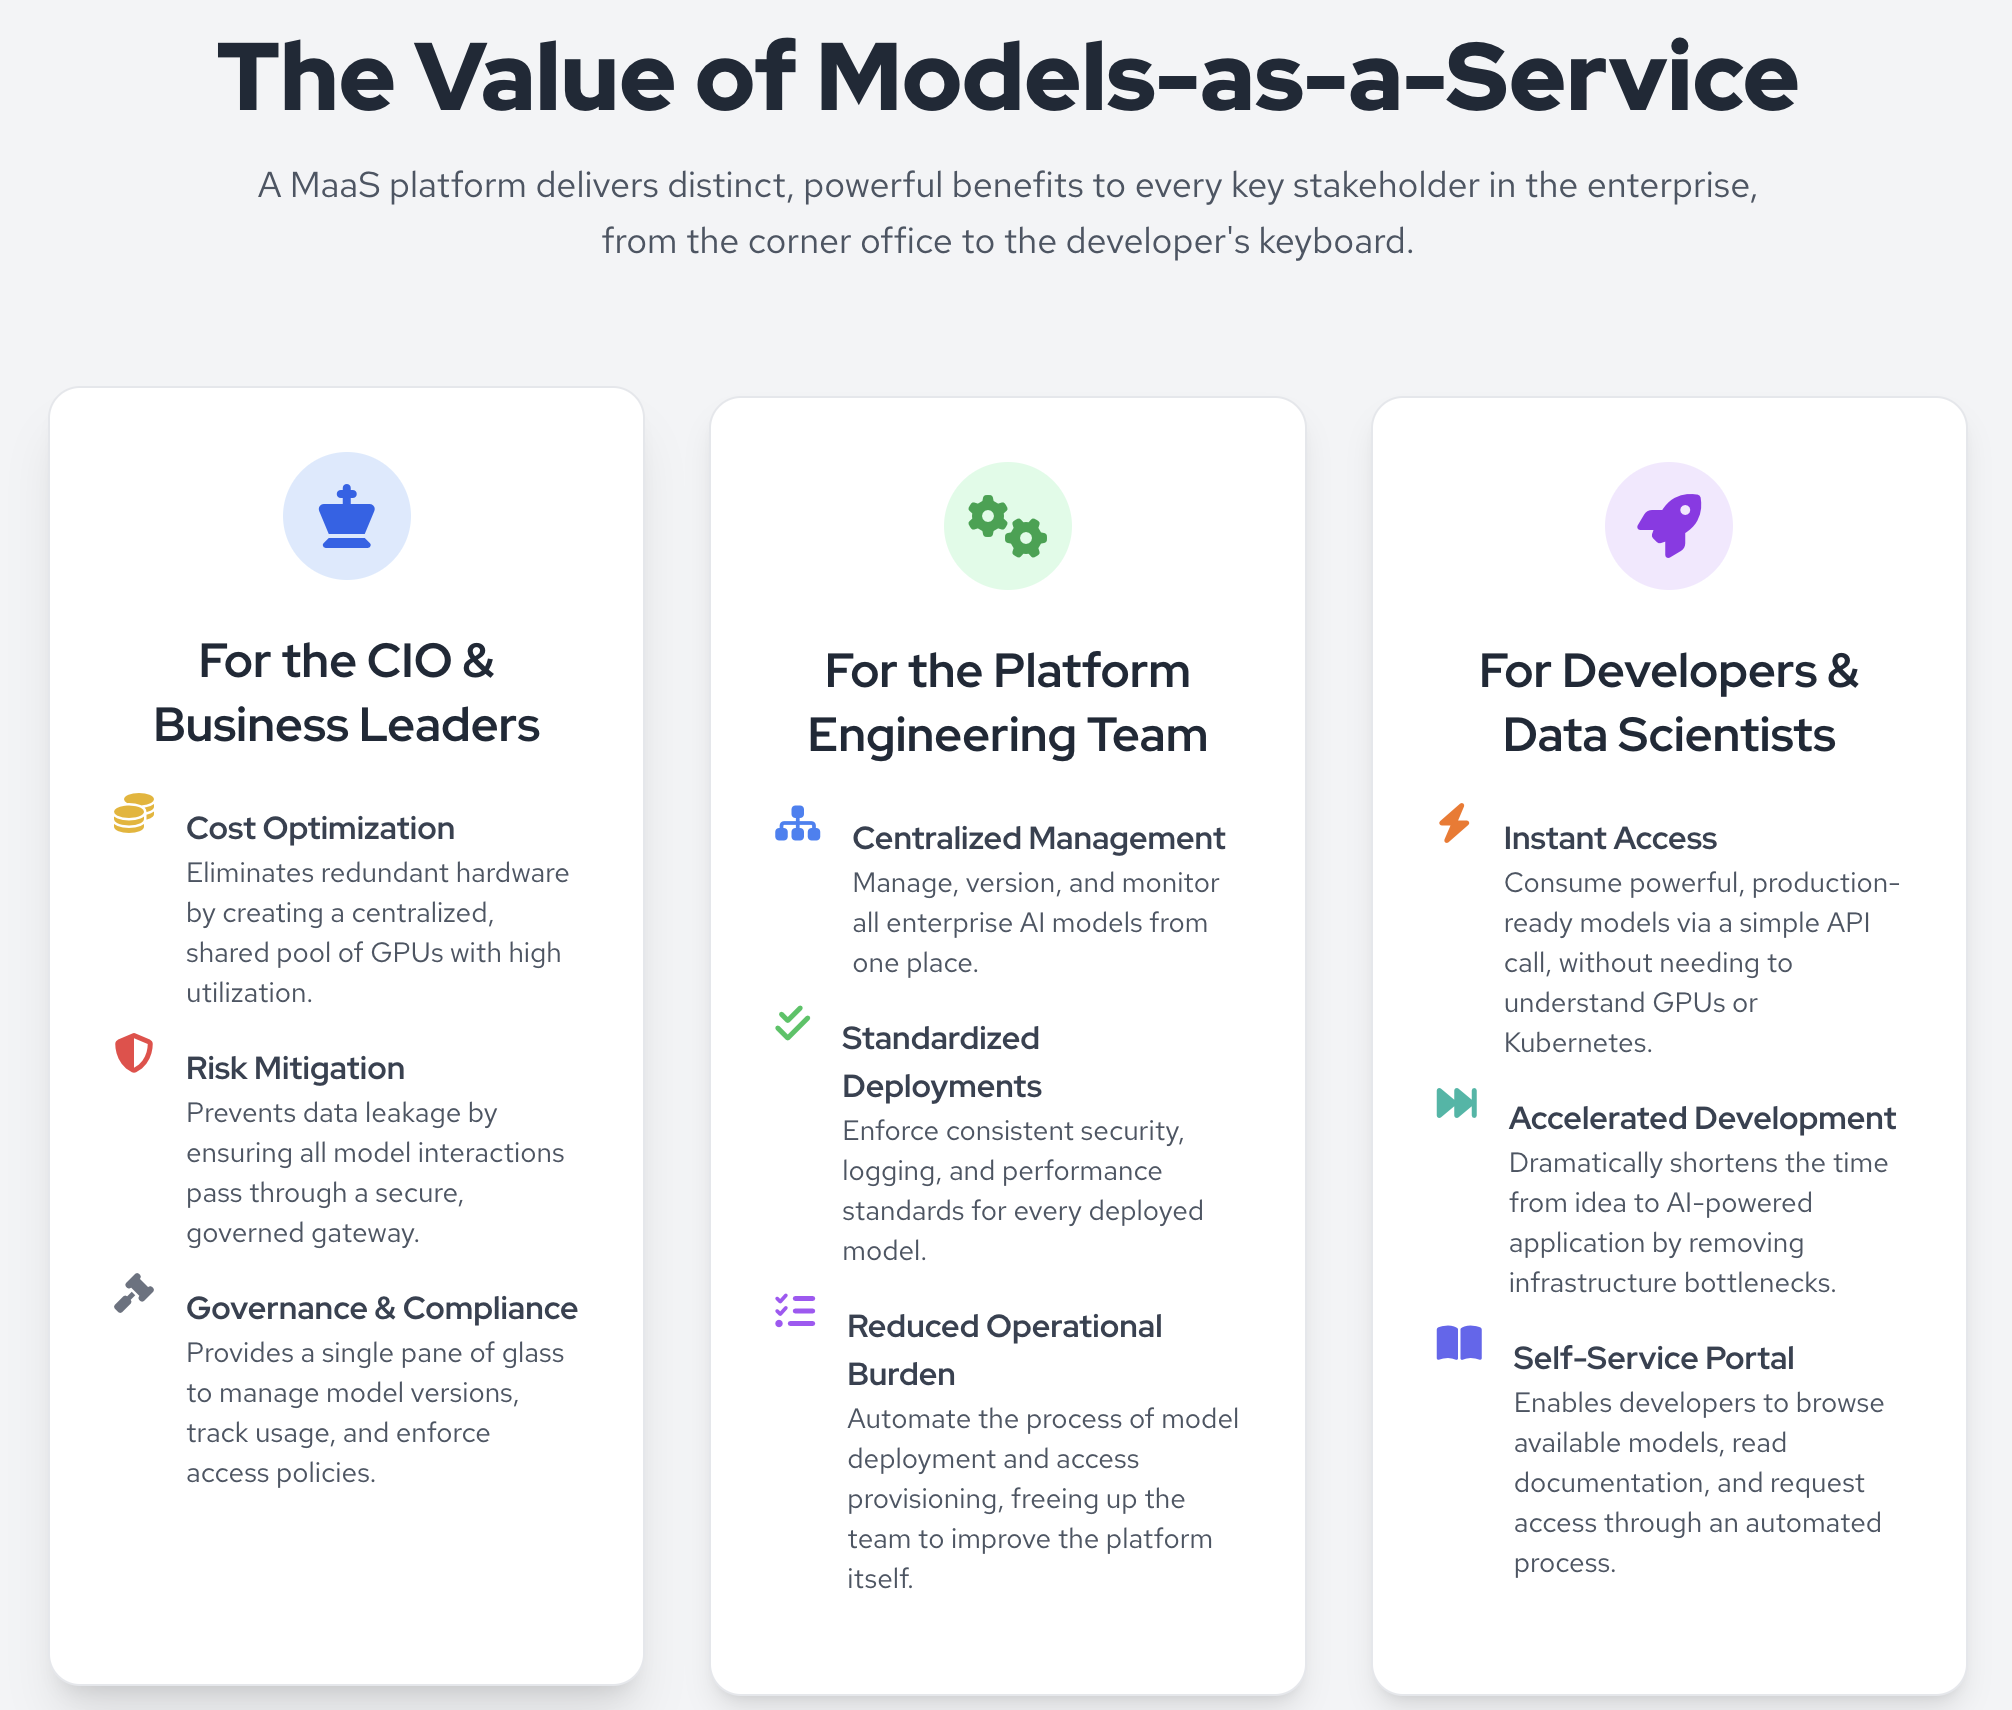 The Value of Models-as-a-Service
A MaaS platform delivers distinct, powerful benefits to every key stakeholder in the enterprise,
from the corner office to the developer's keyboard.
For the CIO &
Business Leaders
Cost Optimization
Eliminates redundant hardware
by creating a centralized,
shared pool of GPUs with high
utilization.
Risk Mitigation
Prevents data leakage by
ensuring all model interactions
pass through a secure,
governed gateway.
Governance & Compliance
Provides a single pane of glass
to manage model versions,
track usage, and enforce
access policies.
For the Platform
Engineering Team
Centralized Management
Manage, version, and monitor
all enterprise AI models from
one place.
Standardized
Deployments
Enforce consistent security,
logging, and performance
standards for every deployed
model.
Reduced Operational
Burden
Automate the process of model
deployment and access
provisioning, freeing up the
team to improve the platform
itself.
For Developers &
Data Scientists
Instant Access
Consume powerful, production-
ready models via a simple API
call, without needing to
understand GPUs or
Kubernetes.
Accelerated Development
Dramatically shortens the time
from idea to AI-powered
application by removing
infrastructure bottlenecks.
Self-Service Portal
Enables developers to browse
available models, read
documentation, and request
access through an automated
process.